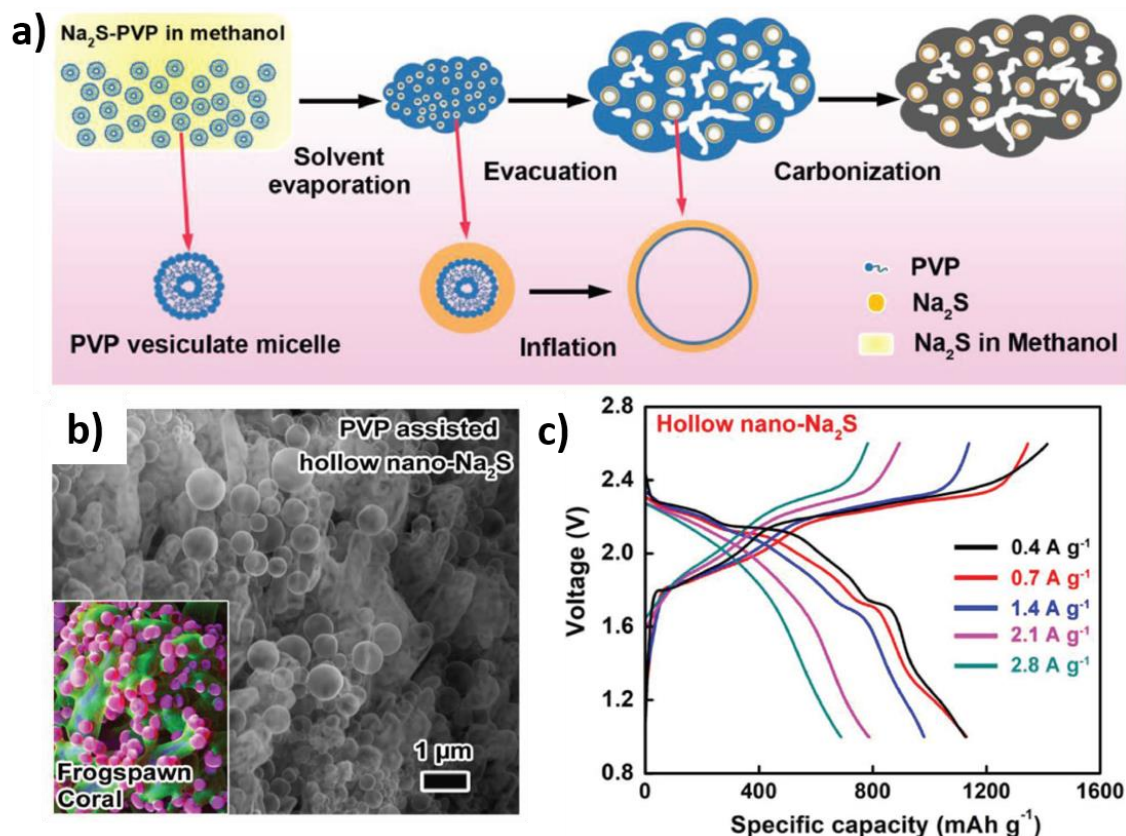 a)
Na₂S-PVP in methanol
Solvent
evaporation
Evacuation
Carbonization
PVP vesiculate micelle
Inflation
PVP
Na₂S
Na₂S in Methanol
b)
PVP assisted
hollow nano-Na₂S
Frogspawn
Coral
1 μm
c)
Hollow nano-Na₂S
Voltage (V)
2.8
2.4
2.0
1.6
1.2
0.8
0.4 A g⁻¹
0.7 A g⁻¹
1.4 A g⁻¹
2.1 A g⁻¹
2.8 A g⁻¹
0 400 800 1200 1600
Specific capacity (mAh g⁻¹)